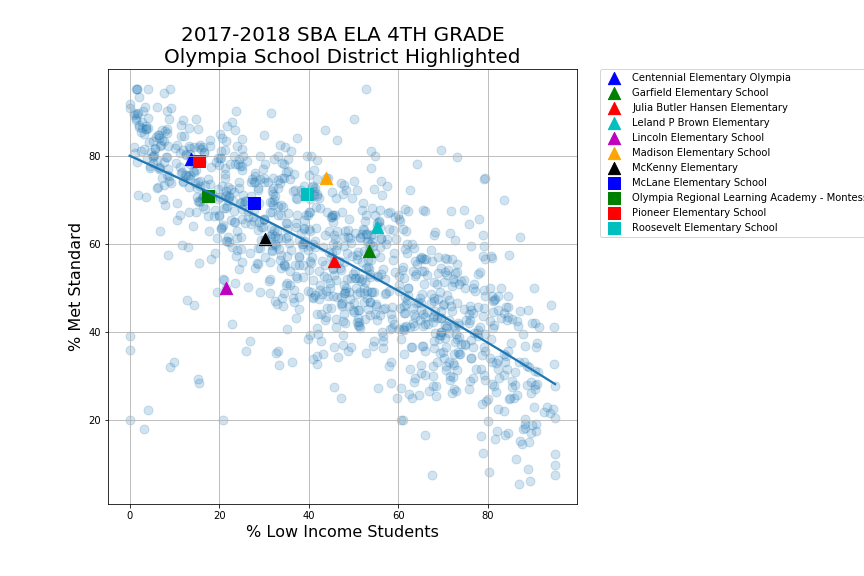 2017-2018 SBA ELA 4TH GRADE
Olympia School District Highlighted
% Met Standard
80
60
40
20
0
20
40
60
80
% Low Income Students
Centennial Elementary Olympia
Garfield Elementary School
Julia Butler Hansen Elementary
Leland P Brown Elementary
Lincoln Elementary School
Madison Elementary School
McKenny Elementary
McLane Elementary School
Olympia Regional Learning Academy - Montess
Pioneer Elementary School
Roosevelt Elementary School